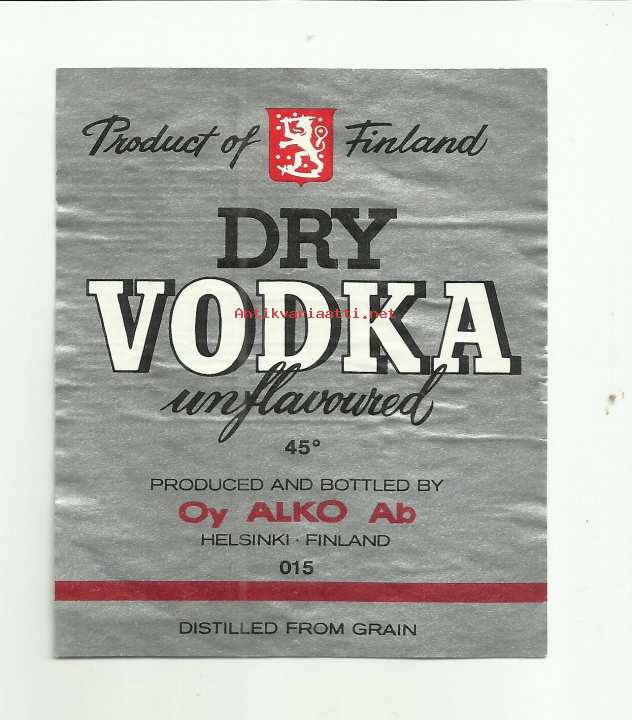 Product of Finland
DRY
VODKA
Antikvariaatti.net
unflavoured
45°
PRODUCED AND BOTTLED BY
Oy ALKO Ab
HELSINKI · FINLAND
015
DISTILLED FROM GRAIN